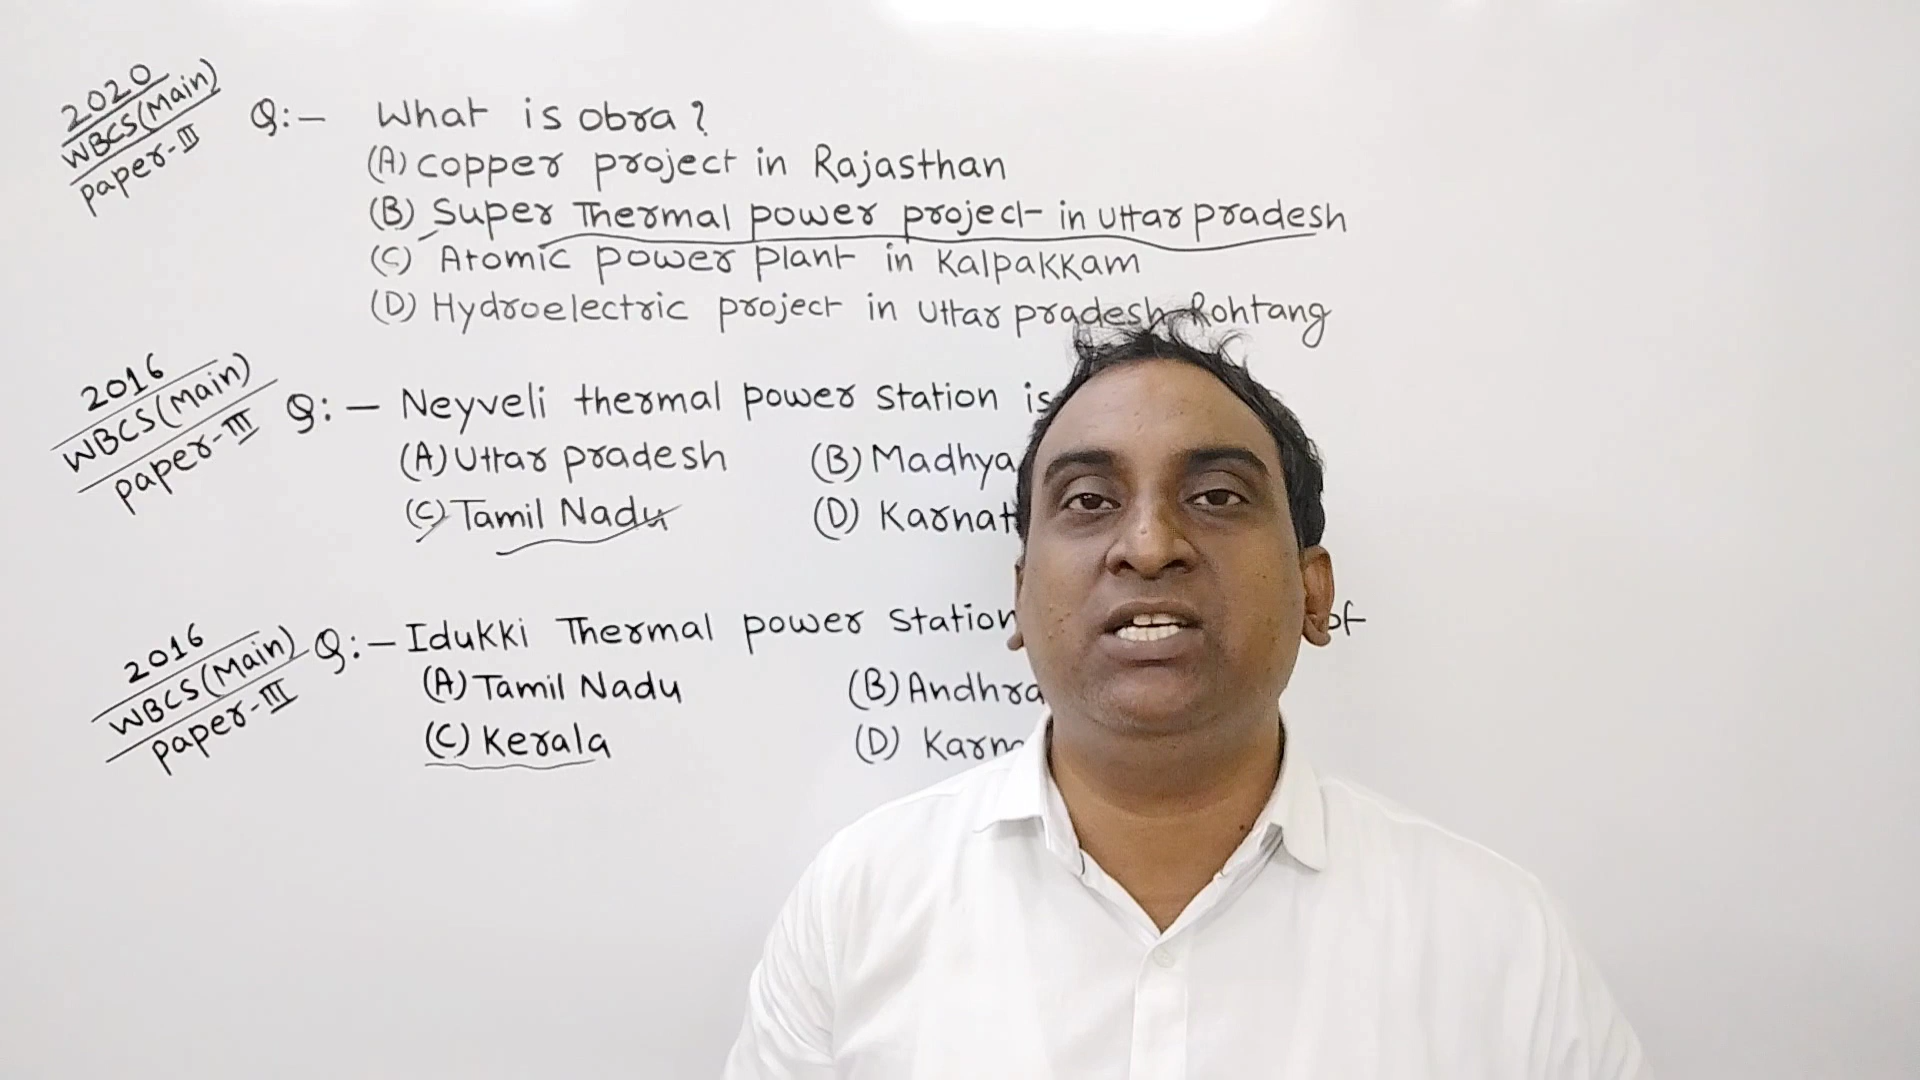 2020
WBCS(Main)
Paper-III
Q:- What is obra?
(A) Copper project in Rajasthan
(B) Super Thermal power project in Uttar pradesh
(C) Atomic power plant in Kalpakkam
(D) Hydroelectric project in Uttar pradesh-Rohtang
2016
WBCS(Main)
Paper-III
Q:- Neyveli thermal power station is
(A) Uttar pradesh (B) Madhya
(C) Tamil Nadu (D)
2016
WBCS(Main)
Paper-III
Q:- Idukki Thermal power station of
(A) Tamil Nadu (B) Andhra
(C) Kerala (D)